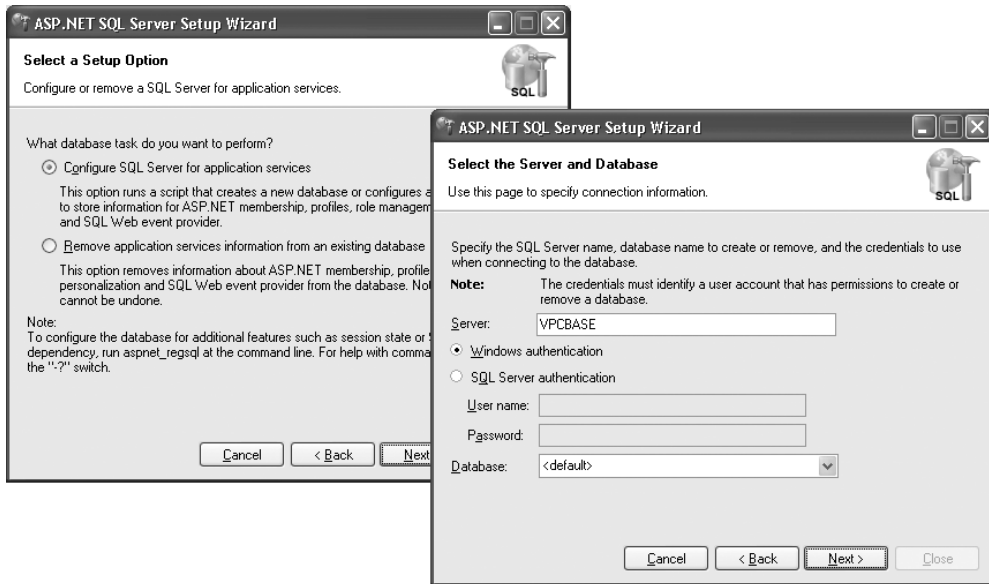 ASP.NET SQL Server Setup Wizard
Select a Setup Option
Configure or remove a SQL Server for application services.
SQL
What database task do you want to perform?
Configure SQL Server for application services
This option runs a script that creates a new database or configures a
to store information for ASP.NET membership, profiles, role managem
and SQL Web event provider.
Remove application services information from an existing database
This option removes information about ASP.NET membership, profile
personalization and SQL Web event provider from the database. No
cannot be undone.
Note:
To configure the database for additional features such as session state or
dependency, run aspnet_regsql at the command line. For help with comma
the "-?" switch.
Cancel
< Back
Next
ASP.NET SQL Server Setup Wizard
Select the Server and Database
Use this page to specify connection information.
SQL
Specify the SQL Server name, database name to create or remove, and the credentials to use
when connecting to the database.
Note: The credentials must identify a user account that has permissions to create or
remove a database.
Server: VPCBASE
Windows authentication
SQL Server authentication
User name:
Password:
Database: <default>
Cancel
< Back
Next >
Close